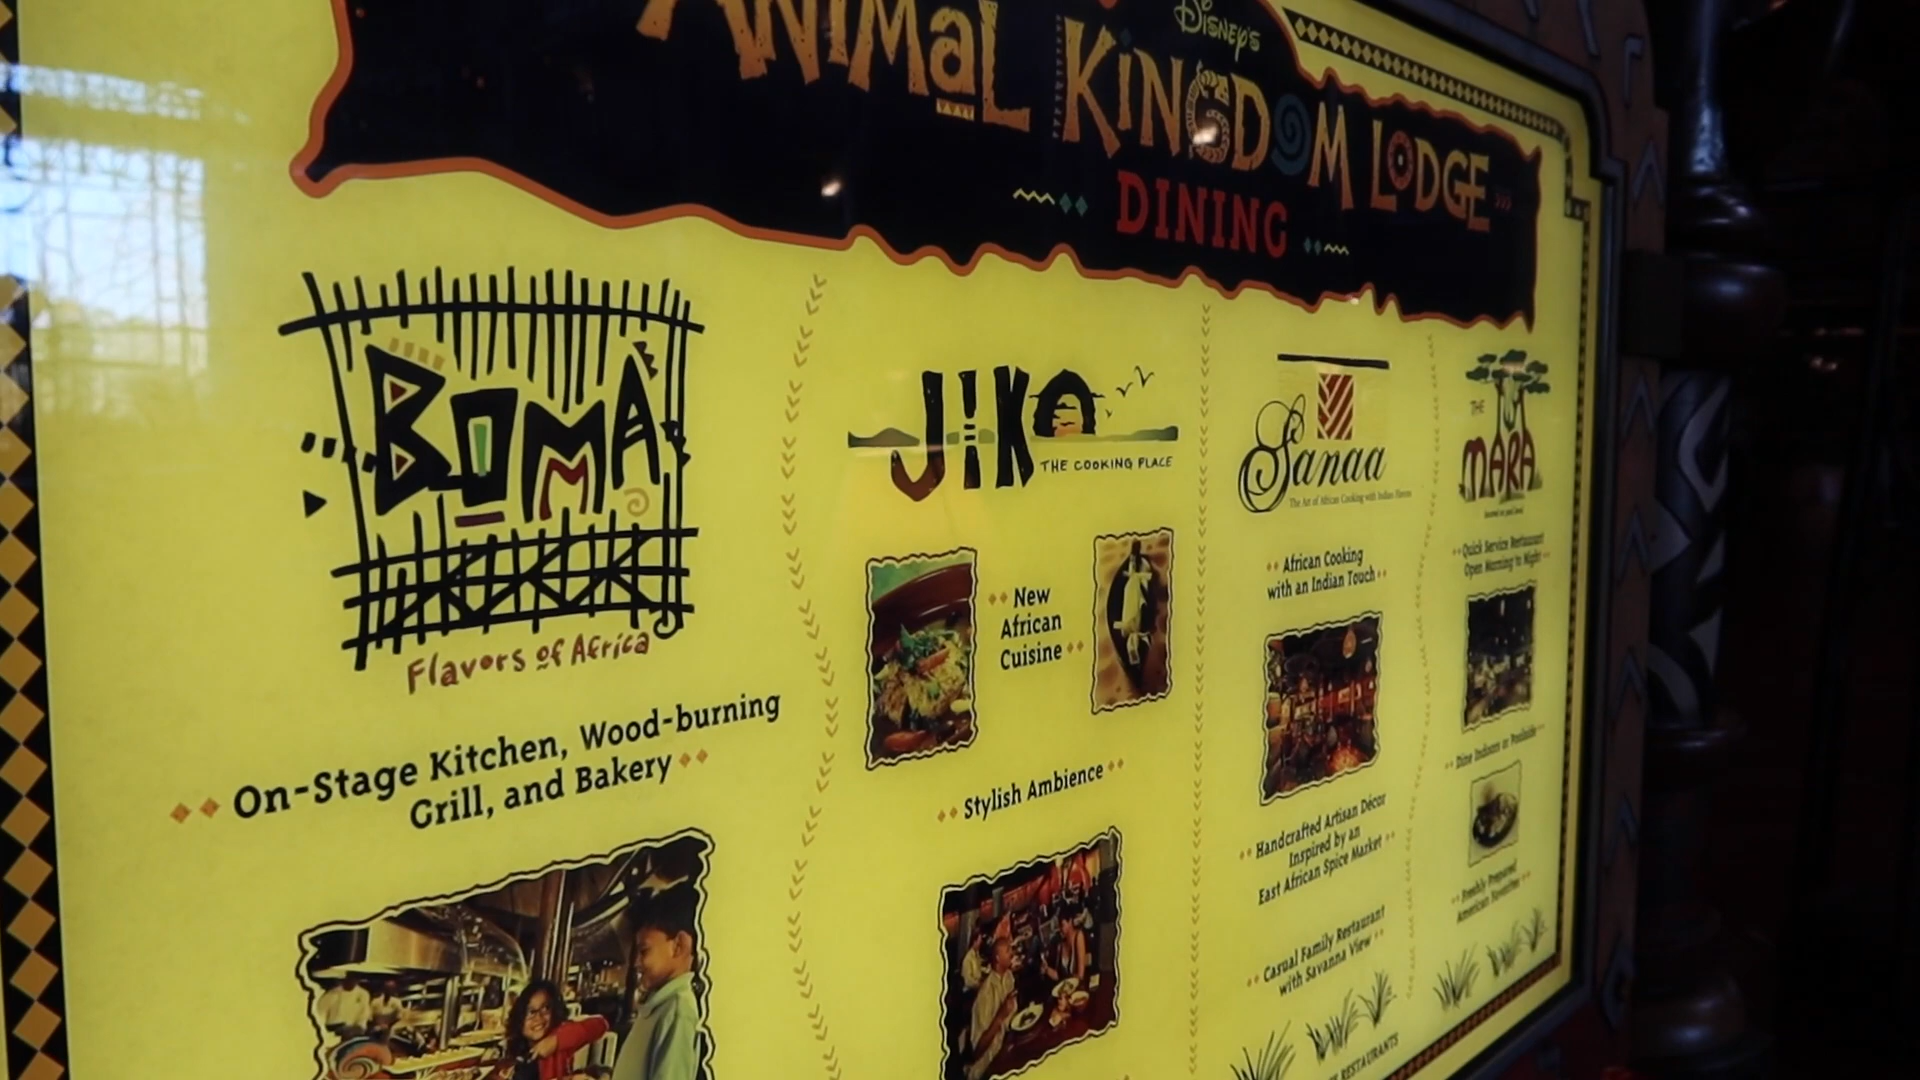 DISNEY'S
ANIMAL KINGDOM LODGE
DINING
BOMA
Flavors of Africa
On-Stage Kitchen, Wood-burning
Grill, and Bakery
JIKO
THE COOKING PLACE
New
African
Cuisine
Stylish Ambience
Sanaa
The Art of African Cooking with Indian Flavors
African Cooking
with an Indian Touch
Handcrafted Artisan Décor
Inspired by an
East African Spice Market
Casual Family Restaurant
with Savanna View
THE
MARA
Quick Service Restaurant
Open Morning to Night
Dine Indoors or Poolside
Freshly Prepared
American Favorites
RESTAURANTS